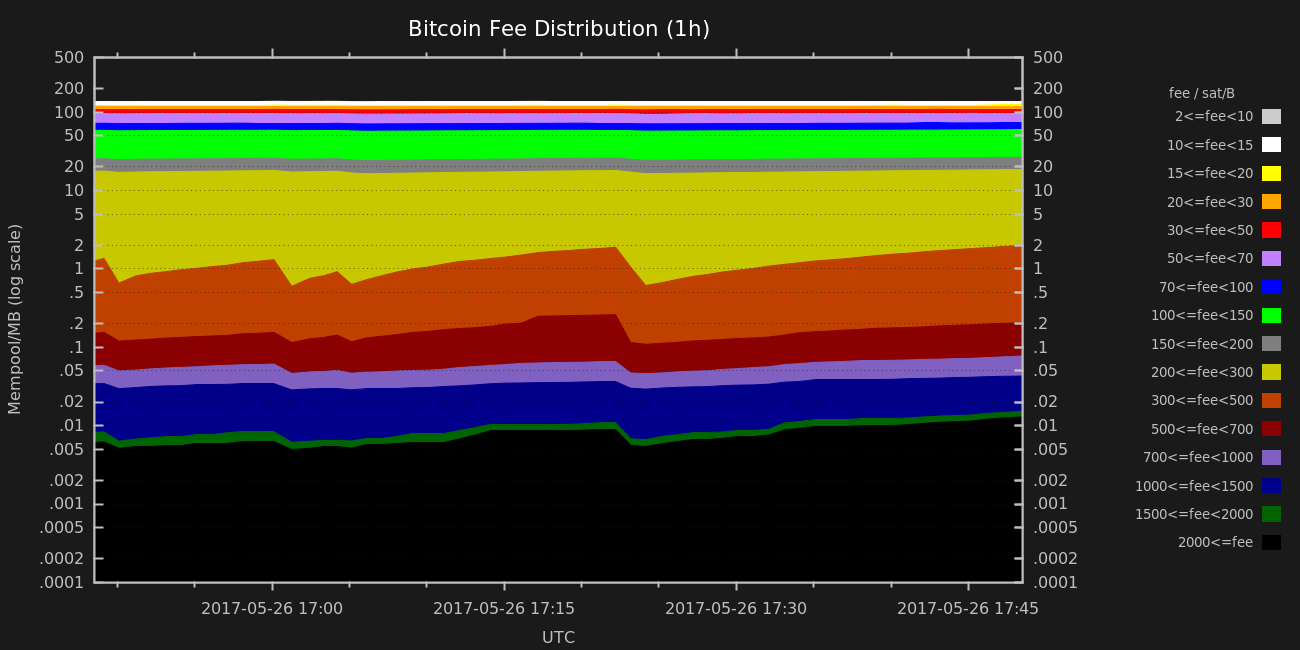 Bitcoin Fee Distribution (1h)
500
200
100
50
20
10
5
2
1
.5
.2
.1
.05
.02
.01
.005
.002
.001
.0005
.0002
.0001
Mempool/MB (log scale)
500
200
100
50
20
10
5
2
1
.5
.2
.1
.05
.02
.01
.005
.002
.001
.0005
.0002
.0001
2017-05-26 17:00
2017-05-26 17:15
2017-05-26 17:30
2017-05-26 17:45
UTC
fee / sat/B
2<=fee<10
10<=fee<15
15<=fee<20
20<=fee<30
30<=fee<50
50<=fee<70
70<=fee<100
100<=fee<150
150<=fee<200
200<=fee<300
300<=fee<500
500<=fee<700
700<=fee<1000
1000<=fee<1500
1500<=fee<2000
2000<=fee